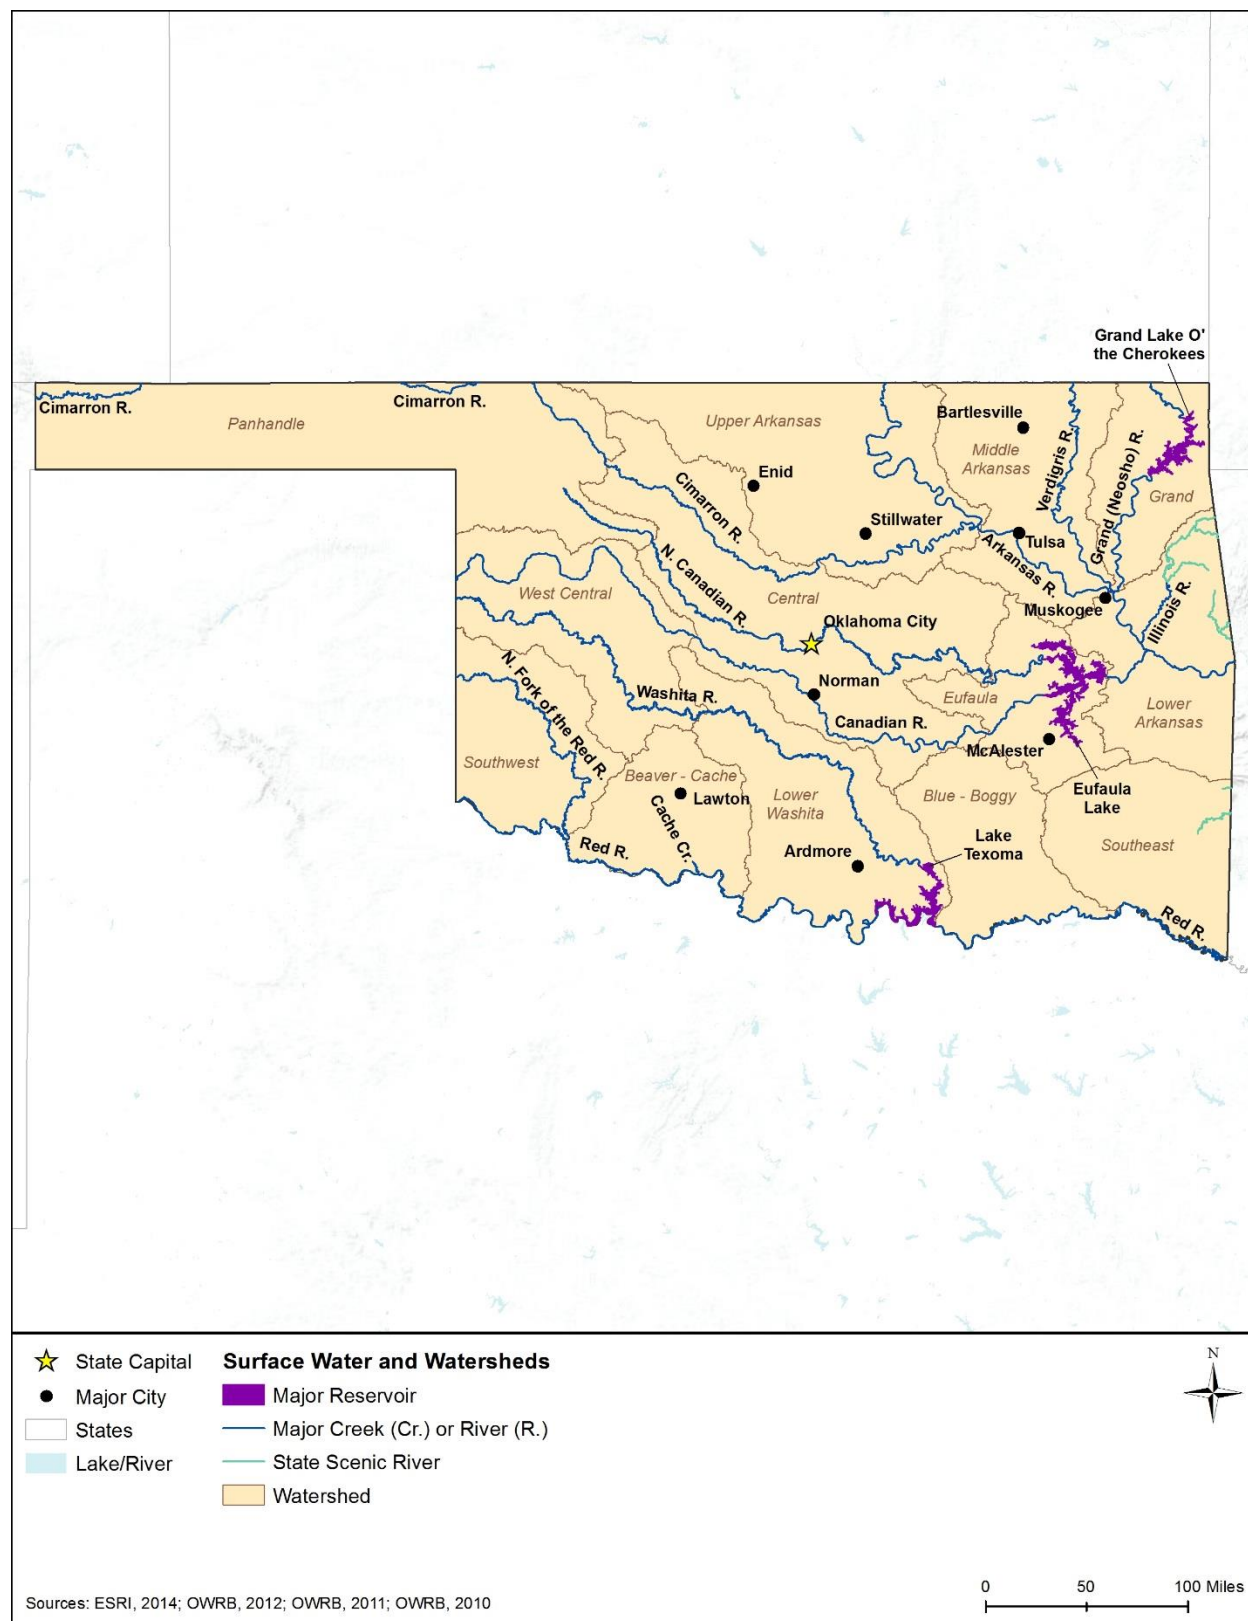 Grand Lake O'
the Cherokees
Cimarron R.
Cimarron R.
Panhandle
Upper Arkansas
Bartlesville
Middle
Arkansas
Verdigris R.
Grand (Neosho) R.
Grand
Enid
Cimarron R.
Stillwater
Tulsa
Arkansas R.
N. Canadian R.
West Central
Central
Muskogee
Illinois R.
Oklahoma City
N. Fork of the Red R.
Washita R.
Norman
Eufaula
Canadian R.
Lower
Arkansas
McAlester
Southwest
Beaver - Cache
Lawton
Cache Cr.
Lower
Washita
Blue - Boggy
Eufaula
Lake
Red R.
Ardmore
Lake
Texoma
Southeast
Red R.
State Capital
Major City
States
Lake/River
Surface Water and Watersheds
Major Reservoir
Major Creek (Cr.) or River (R.)
State Scenic River
Watershed
N
0 50 100 Miles
Sources: ESRI, 2014; OWRB, 2012; OWRB, 2011; OWRB, 2010